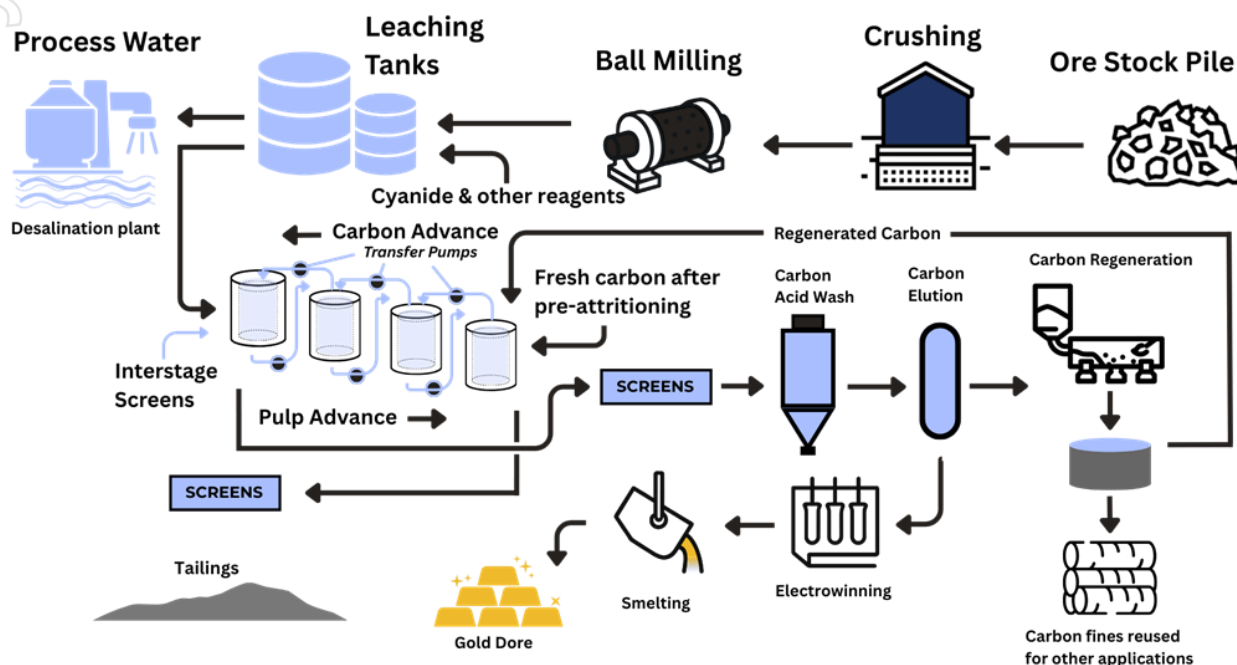 Process Water
Leaching
Tanks
Ball Milling
Crushing
Ore Stock Pile
Cyanide & other reagents
Desalination plant
Carbon Advance
Transfer Pumps
Regenerated Carbon
Fresh carbon after
pre-attritioning
Carbon
Acid Wash
Carbon
Elution
Carbon Regeneration
Interstage
Screens
Pulp Advance
SCREENS
SCREENS
Tailings
Gold Dore
Smelting
Electrowinning
Carbon fines reused
for other applications